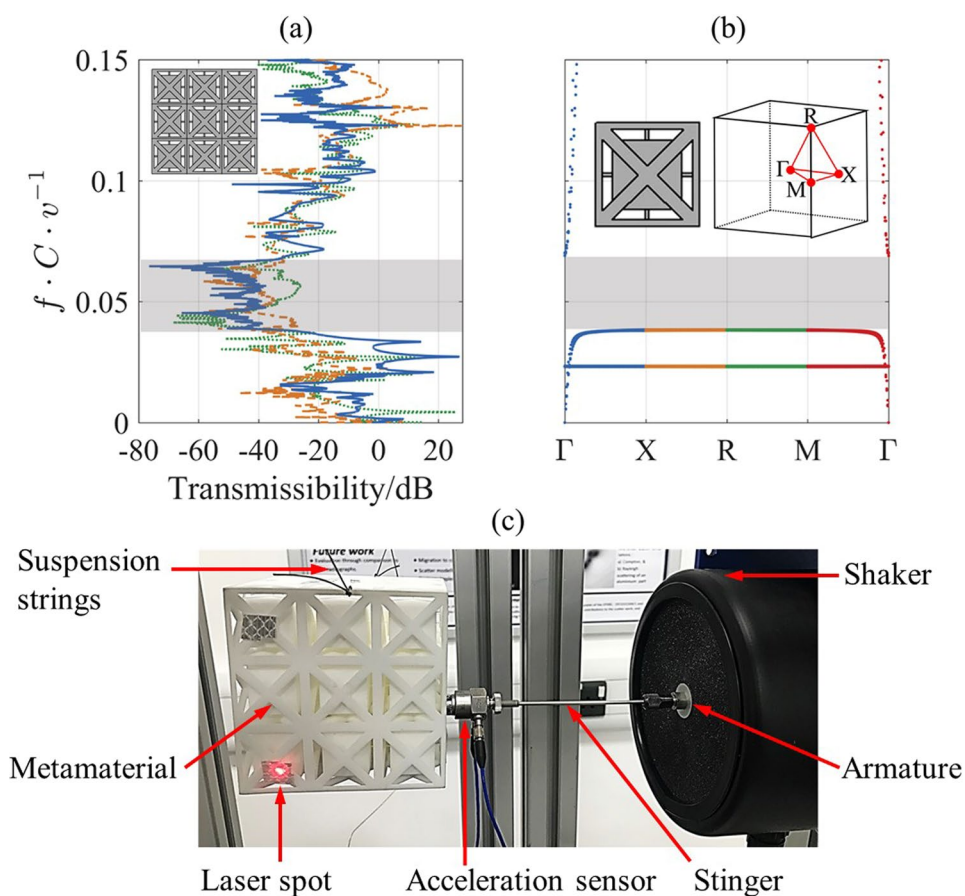 (a)
(b)
0.15
0.1
0.05
0
f · C · v⁻¹
-80 -60 -40 -20 0 20
Transmissibility/dB
R
Γ
X
M
Γ X R M Γ
(c)
Suspension
strings
Future work
Shaker
Metamaterial
Armature
Laser spot
Acceleration sensor
Stinger